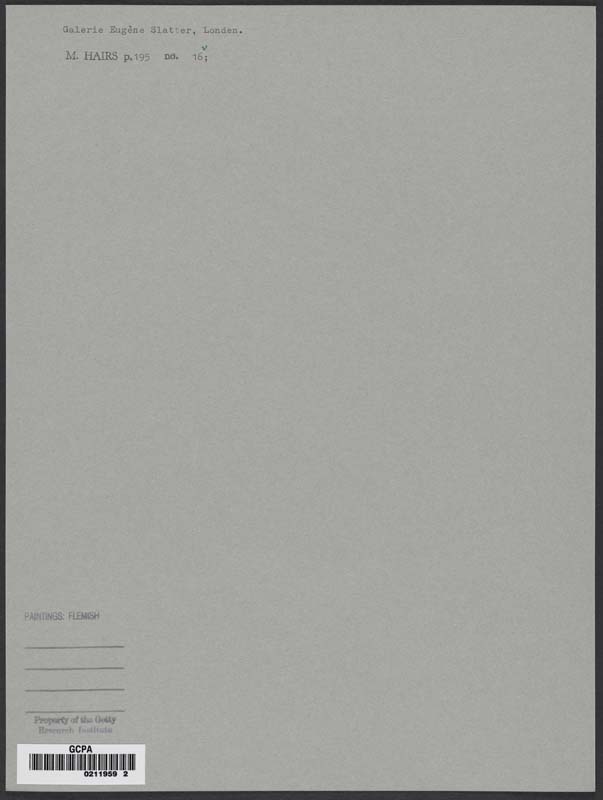 Galerie Eugène Slatter, Londen.
v
M. HAIRS p.195 no. 16;
PAINTINGS: FLEMISH
Property of the Getty
Research Institute
GCPA
0211959 2